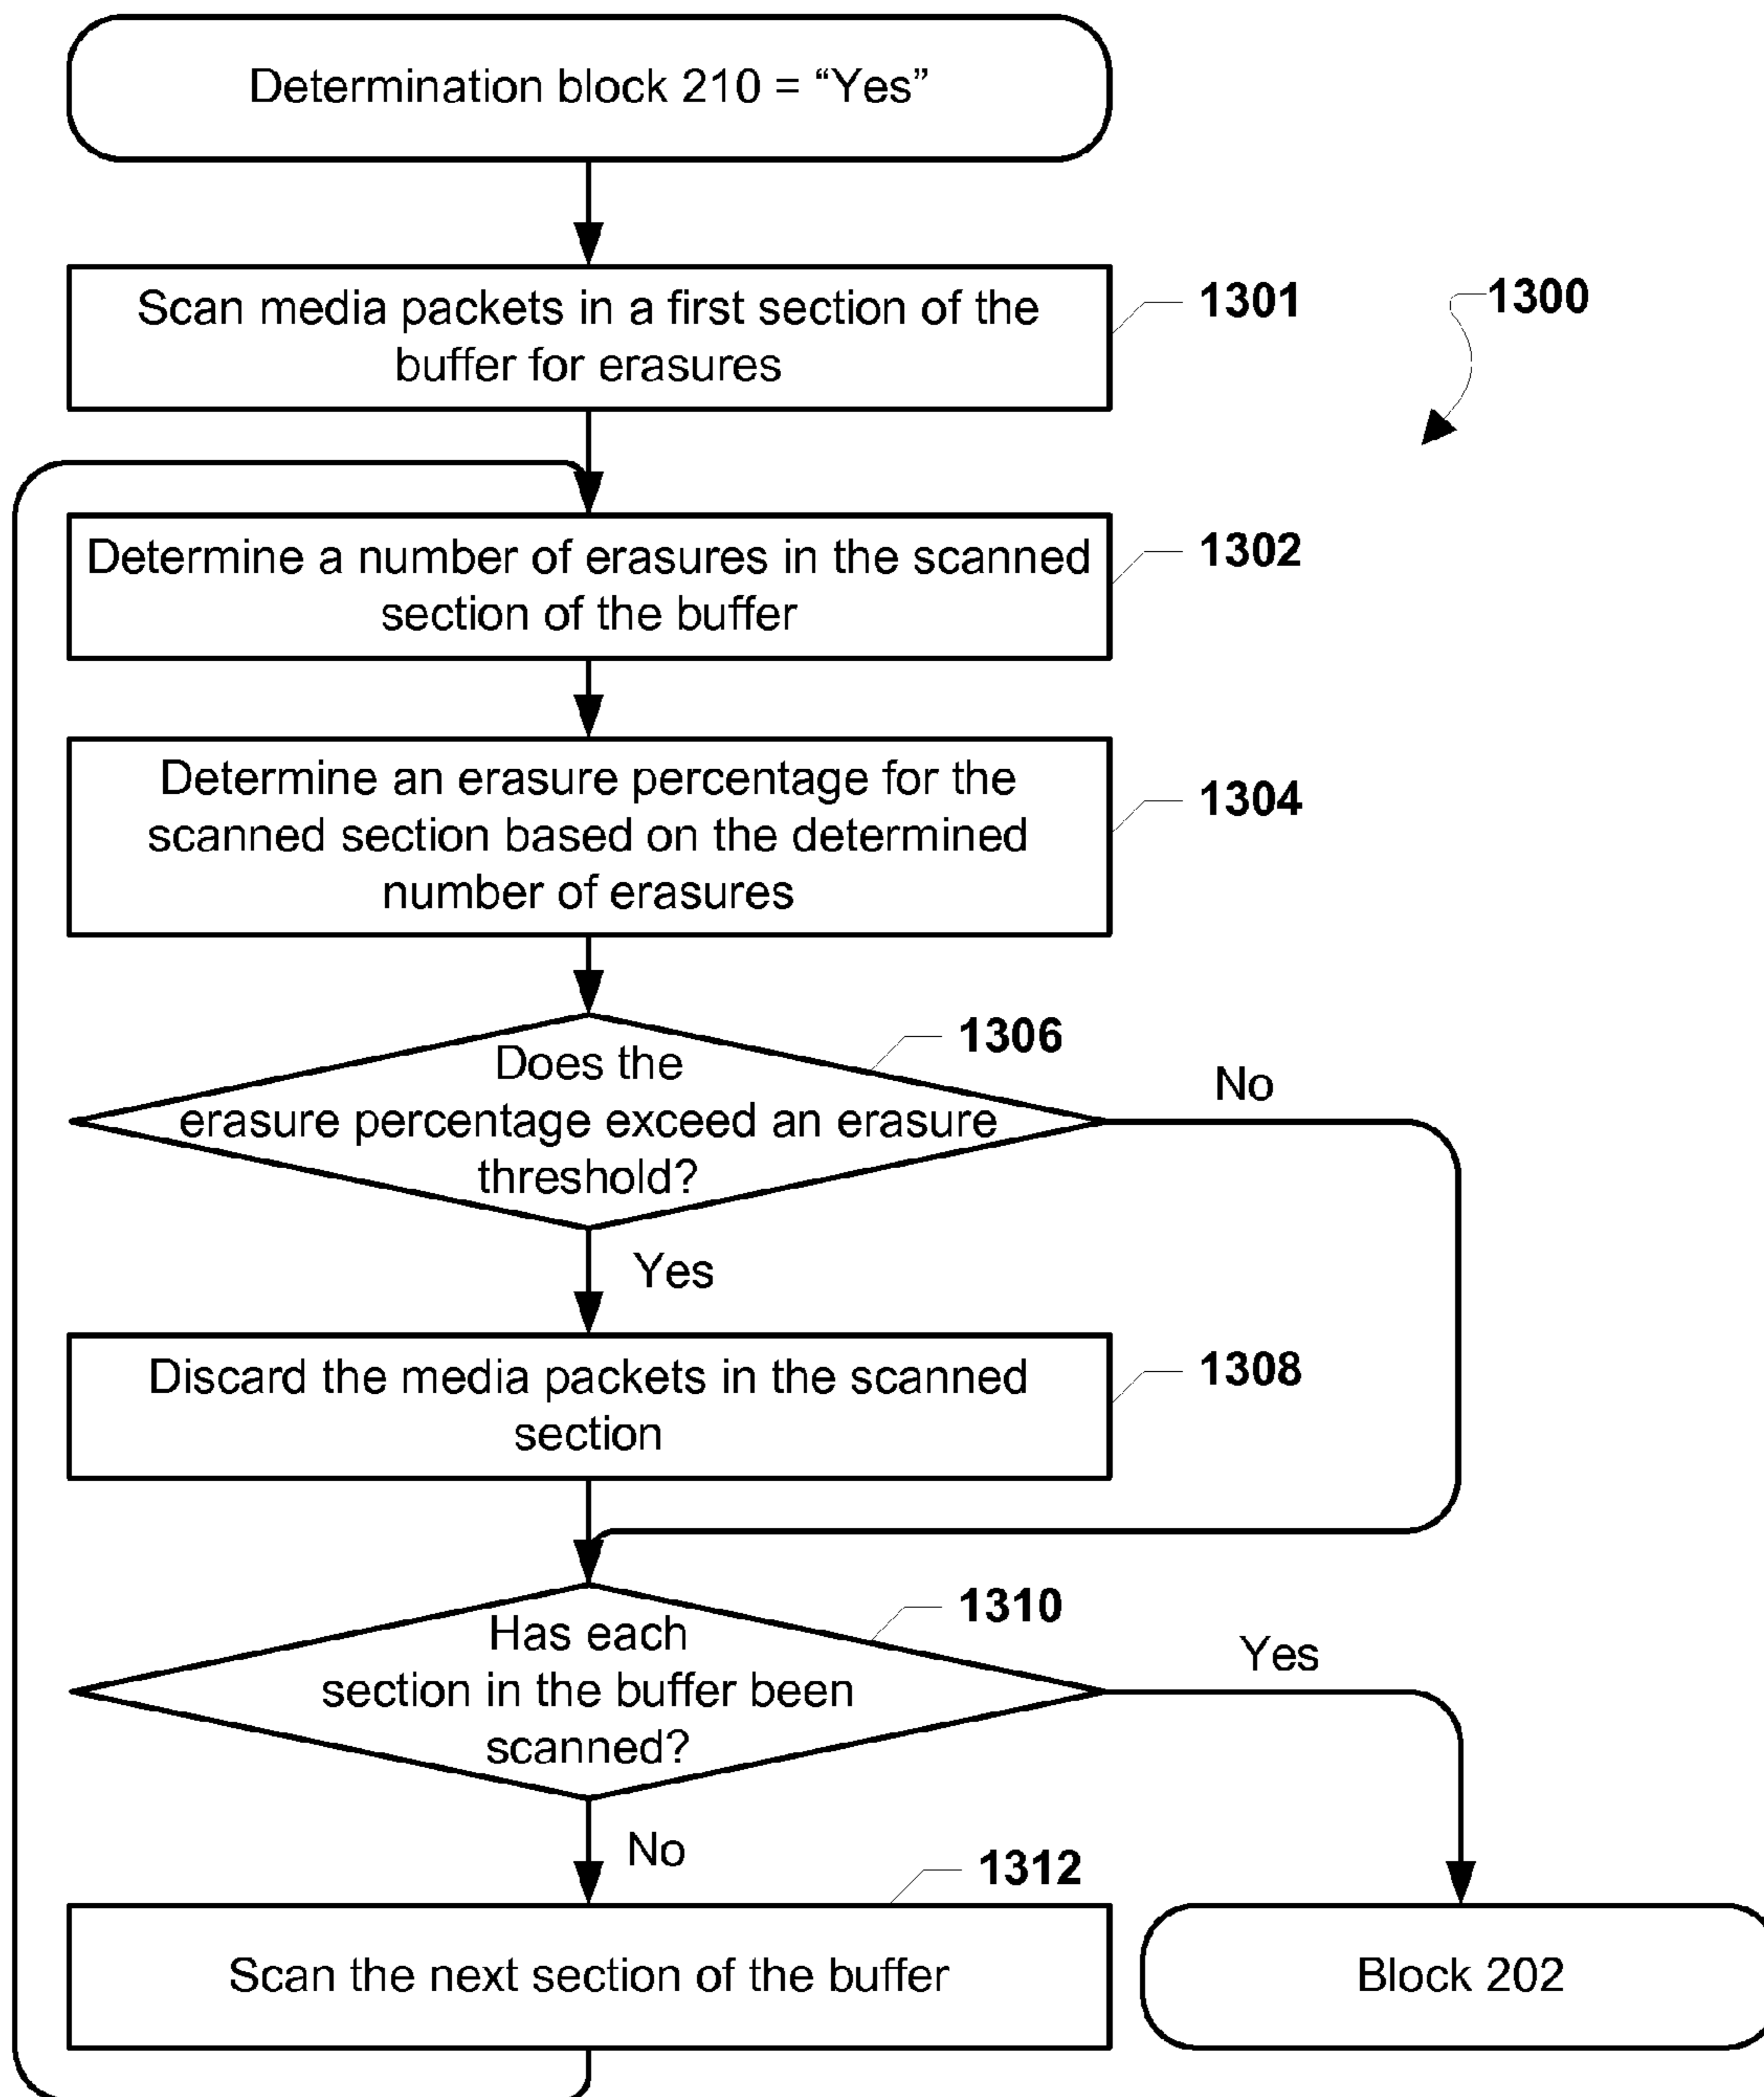 Determination block 210 = “Yes”
Scan media packets in a first section of the
buffer for erasures
1301
1300
Determine a number of erasures in the scanned
section of the buffer
1302
Determine an erasure percentage for the
scanned section based on the determined
number of erasures
1304
Does the
erasure percentage exceed an erasure
threshold?
1306
No
Yes
Discard the media packets in the scanned
section
1308
Has each
section in the buffer been
scanned?
1310
Yes
No
1312
Scan the next section of the buffer
Block 202